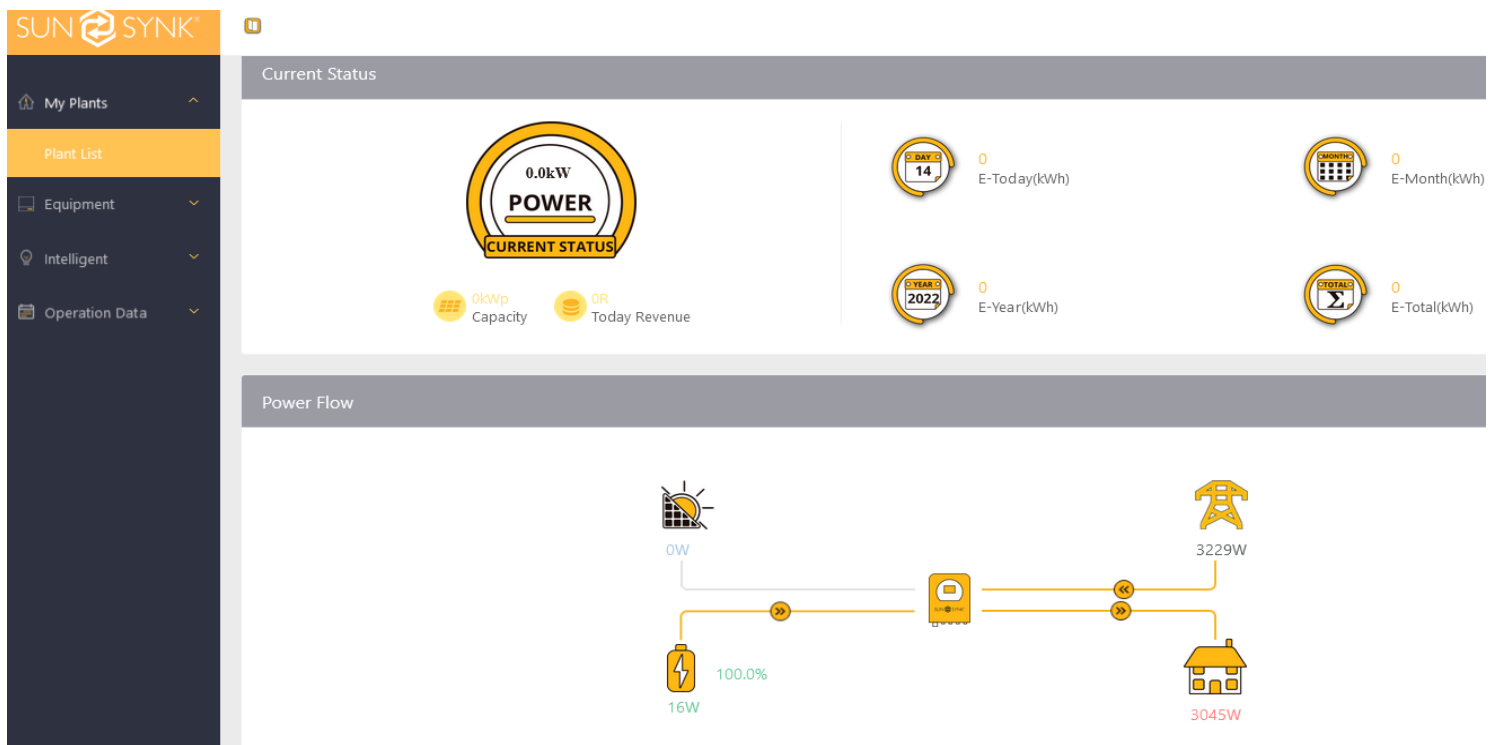 SUN SYNK®
My Plants
Plant List
Equipment
Intelligent
Operation Data
Current Status
0.0kW
POWER
CURRENT STATUS
0kWp
Capacity
0R
Today Revenue
DAY
14
0
E-Today(kWh)
MONTH
0
E-Month(kWh)
YEAR
2022
0
E-Year(kWh)
TOTAL
Σ
0
E-Total(kWh)
Power Flow
0W
3229W
SUN SYNK
100.0%
16W
3045W